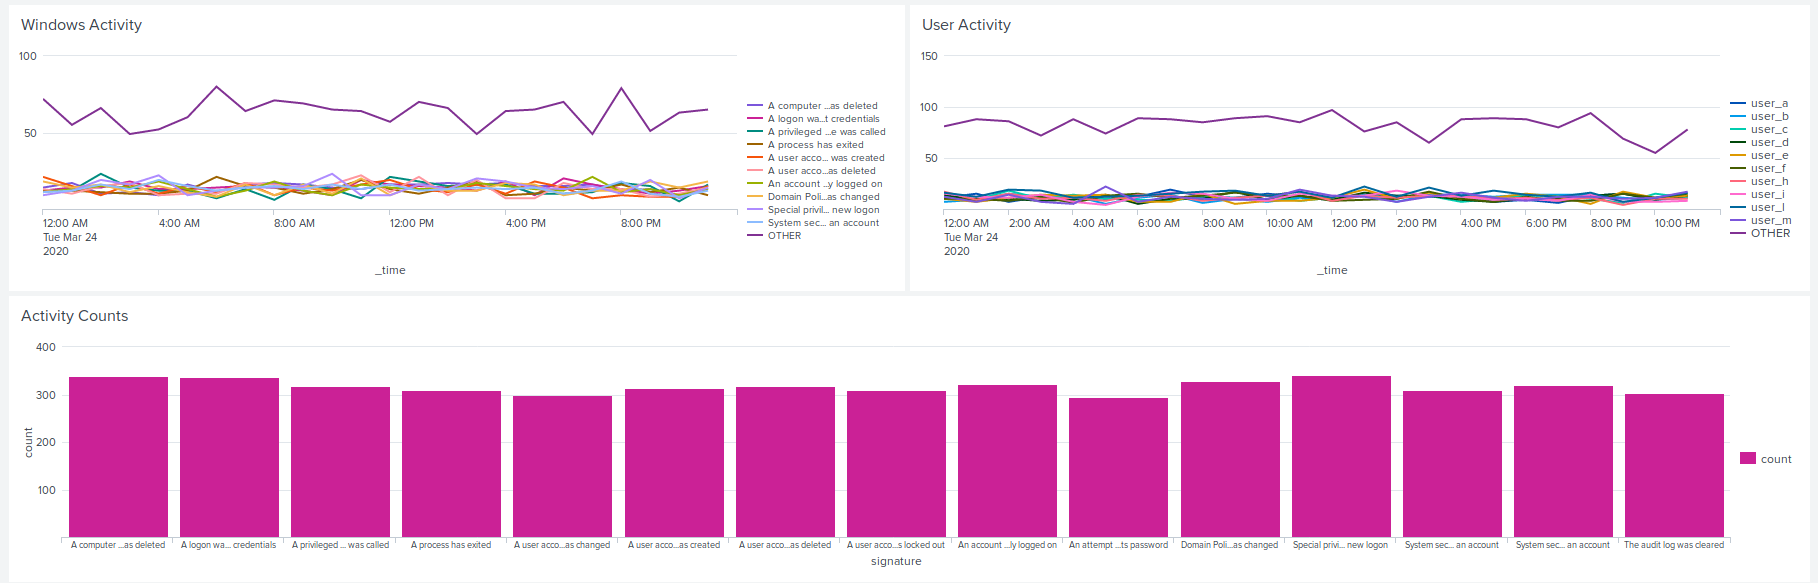 Windows Activity
100
50
12:00 AM
Tue Mar 24
2020
4:00 AM
8:00 AM
12:00 PM
4:00 PM
8:00 PM
_time
A computer ...as deleted
A logon wa...t credentials
A privileged ...e was called
A process has exited
A user acco... was created
A user acco...as deleted
An account ...y logged on
Domain Poli...as changed
Special privil... new logon
System sec... an account
OTHER
User Activity
150
100
50
12:00 AM
Tue Mar 24
2020
2:00 AM
4:00 AM
6:00 AM
8:00 AM
10:00 AM
12:00 PM
2:00 PM
4:00 PM
6:00 PM
8:00 PM
10:00 PM
_time
user_a
user_b
user_c
user_d
user_e
user_f
user_h
user_i
user_l
user_m
OTHER
Activity Counts
400
300
200
100
count
A computer ...as deleted
A logon wa... credentials
A privileged ... was called
A process has exited
A user acco...as changed
A user acco...as created
A user acco...as deleted
A user acco...s locked out
An account ...ly logged on
An attempt ...ts password
Domain Poli...as changed
Special privi... new logon
System sec... an account
System sec... an account
The audit log was cleared
signature
count